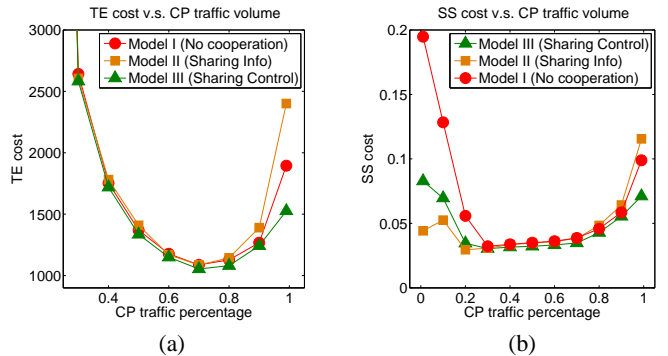 TE cost v.s. CP traffic volume
3000
2500
2000
1500
1000
TE cost
Model I (No cooperation)
Model II (Sharing Info)
Model III (Sharing Control)
0.4 0.6 0.8 1
CP traffic percentage
(a)
SS cost v.s. CP traffic volume
0.2
0.15
0.1
0.05
0
SS cost
Model III (Sharing Control)
Model II (Sharing Info)
Model I (No cooperation)
0 0.2 0.4 0.6 0.8 1
CP traffic percentage
(b)